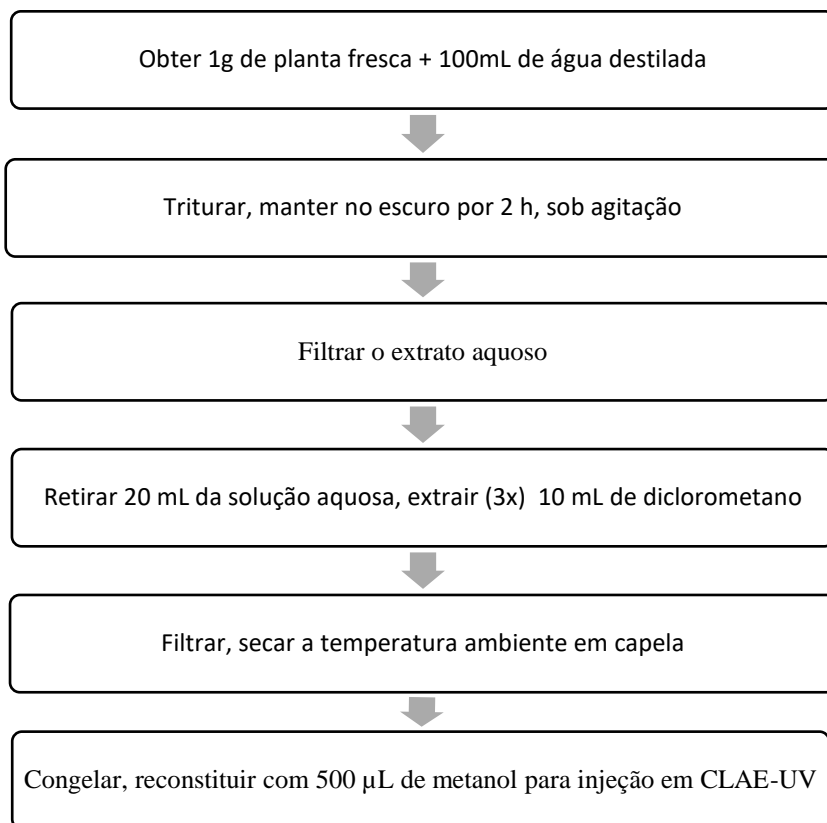 Obter 1g de planta fresca + 100mL de água destilada
Triturar, manter no escuro por 2 h, sob agitação
Filtrar o extrato aquoso
Retirar 20 mL da solução aquosa, extrair (3x)  10 mL de diclorometano
Filtrar, secar a temperatura ambiente em capela
Congelar, reconstituir com 500 µL de metanol para injeção em CLAE-UV